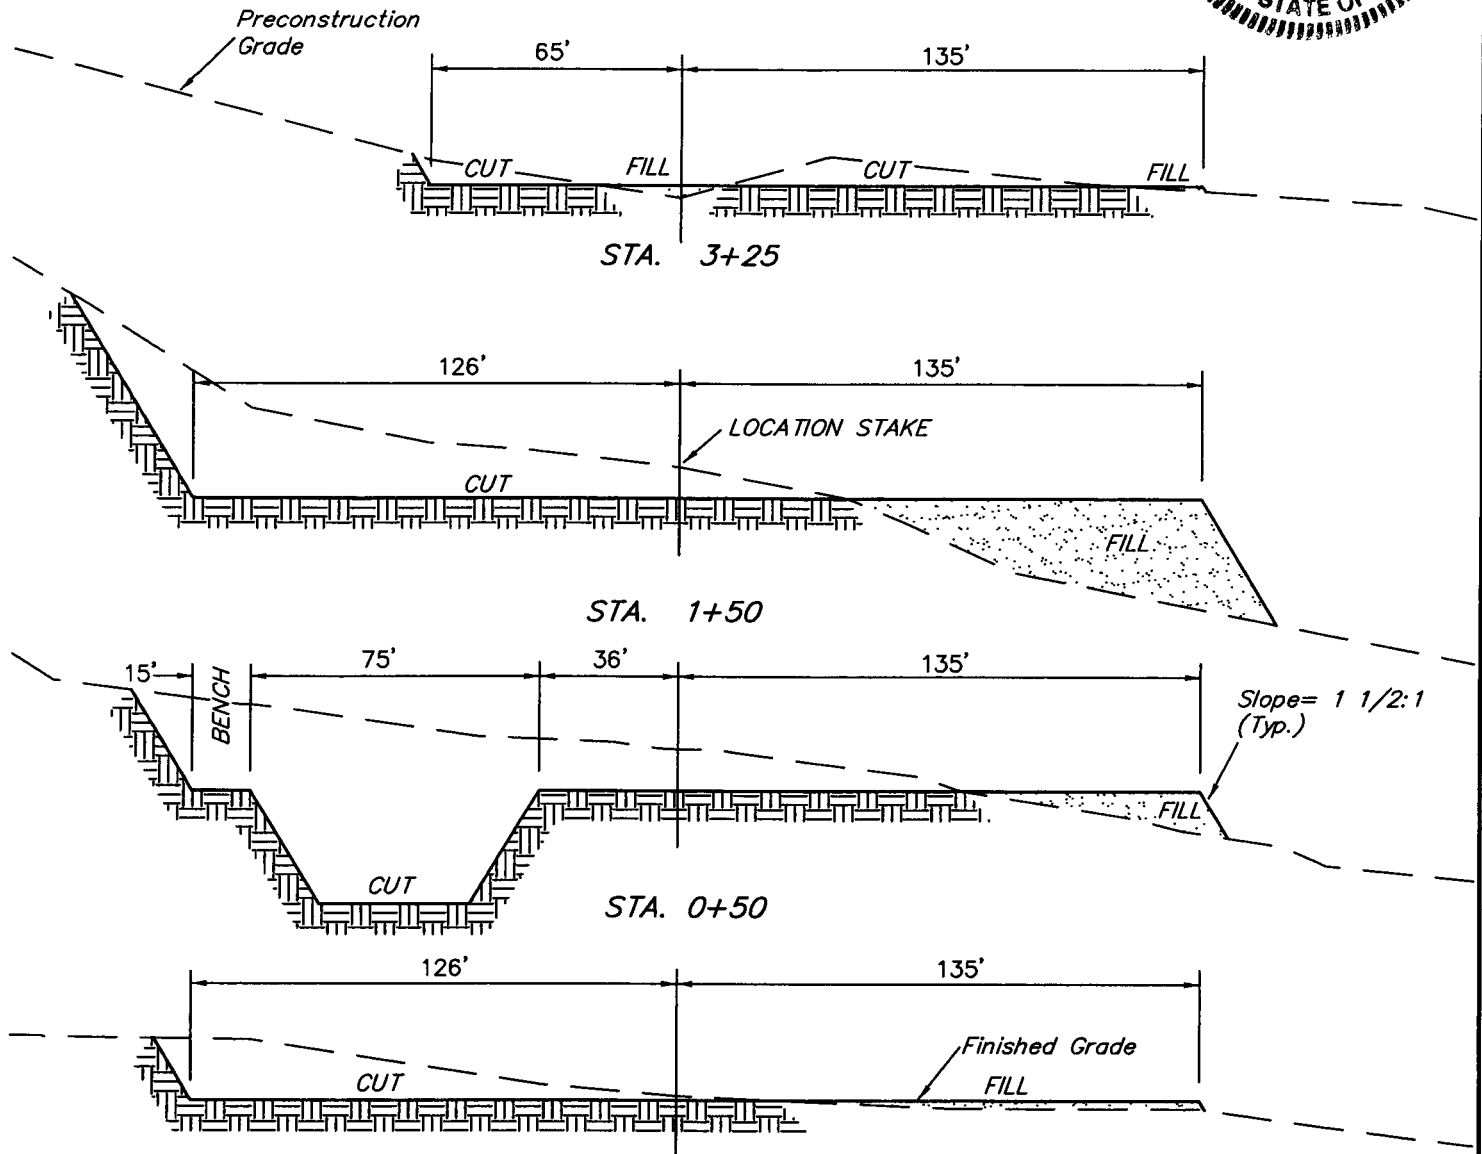 STATE OF
Preconstruction
Grade
65'
135'
CUT
FILL
CUT
FILL
STA. 3+25
126'
135'
LOCATION STAKE
CUT
FILL
STA. 1+50
15'
BENCH
75'
36'
135'
Slope= 1 1/2:1
(Typ.)
FILL
CUT
STA. 0+50
126'
135'
Finished Grade
CUT
FILL